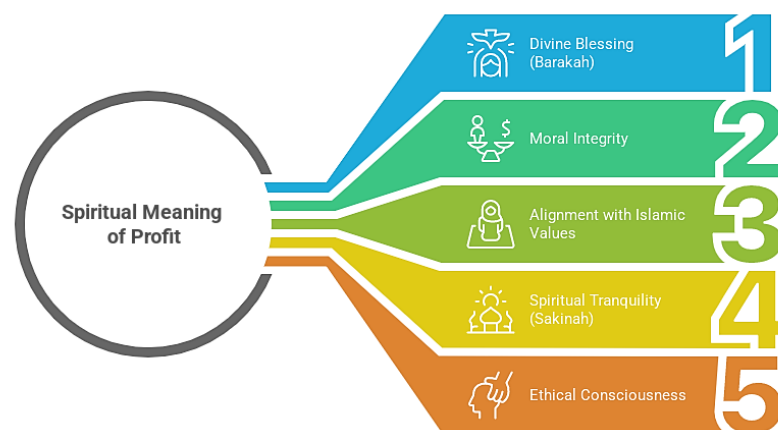 Spiritual Meaning
of Profit
Divine Blessing
(Barakah)
1
Moral Integrity
2
Alignment with Islamic
Values
3
Spiritual Tranquility
(Sakinah)
4
Ethical Consciousness
5
$